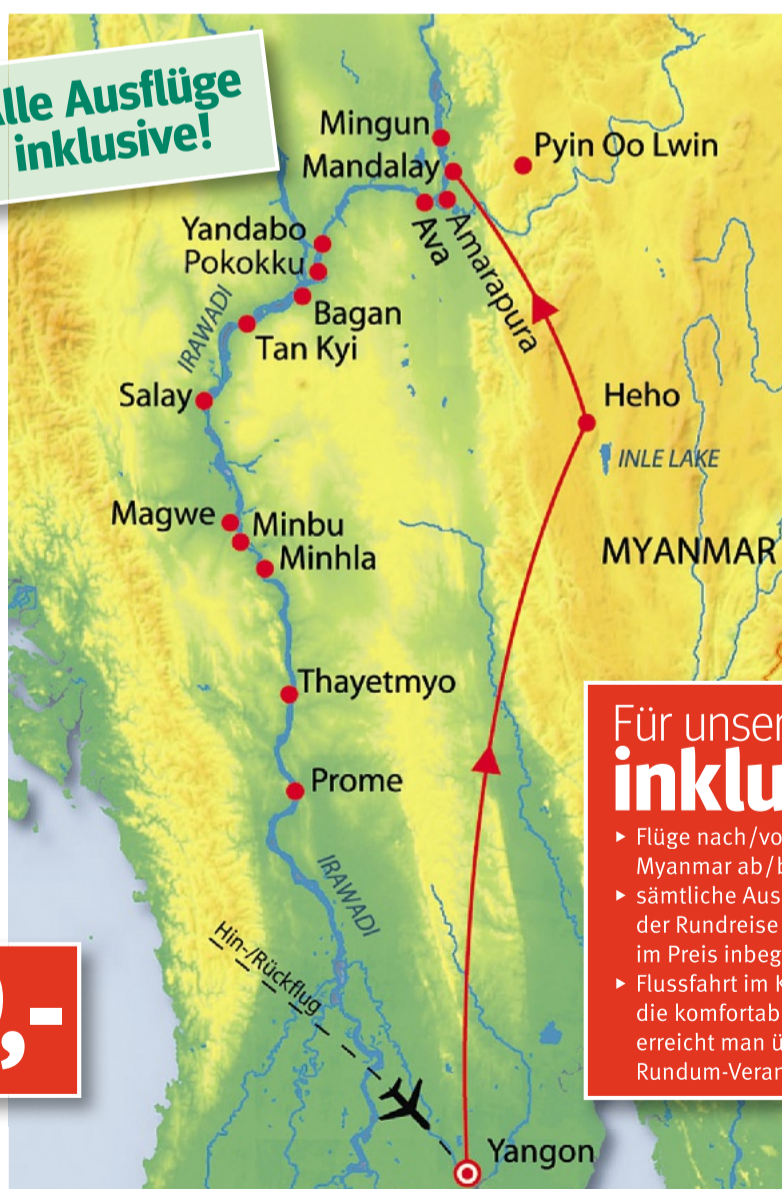 Alle Ausflüge
inklusive!
Mingun
Mandalay
Pyin Oo Lwin
Ava
Amarapura
Yandabo
Pokokku
Bagan
IRAWADI
Tan Kyi
Salay
Heho
INLE LAKE
Magwe
Minbu
Minhla
MYANMAR
Thayetmyo
Prome
IRAWADI
Hin-/Rückflug
Yangon
Für unser
inklu
▸ Flüge nach/vo
Myanmar ab/b
▸ sämtliche Aus
der Rundreise
im Preis inbeg
▸ Flussfahrt im K
die komfortab
erreicht man ü
Rundum-Veran
,-